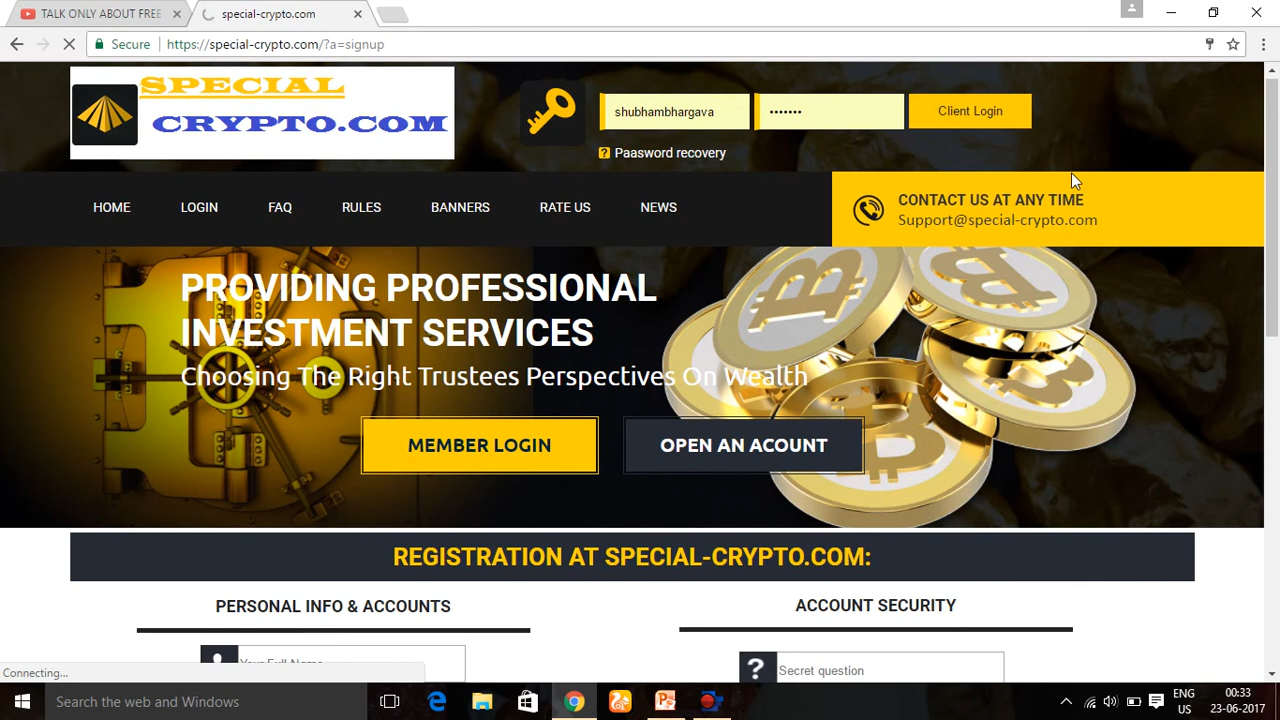 TALK ONLY ABOUT FREE
special-crypto.com
Secure
https://special-crypto.com/?a=signup
SPECIAL
CRYPTO.COM
shubhambhargava
•••••••
Client Login
? Paasword recovery
HOME
LOGIN
FAQ
RULES
BANNERS
RATE US
NEWS
CONTACT US AT ANY TIME
Support@special-crypto.com
PROVIDING PROFESSIONAL
INVESTMENT SERVICES
Choosing The Right Trustees Perspectives On Wealth
MEMBER LOGIN
OPEN AN ACOUNT
REGISTRATION AT SPECIAL-CRYPTO.COM:
PERSONAL INFO & ACCOUNTS
ACCOUNT SECURITY
Your Full Name
? Secret question
Connecting...
Search the web and Windows
ENG
US
00:33
23-06-2017